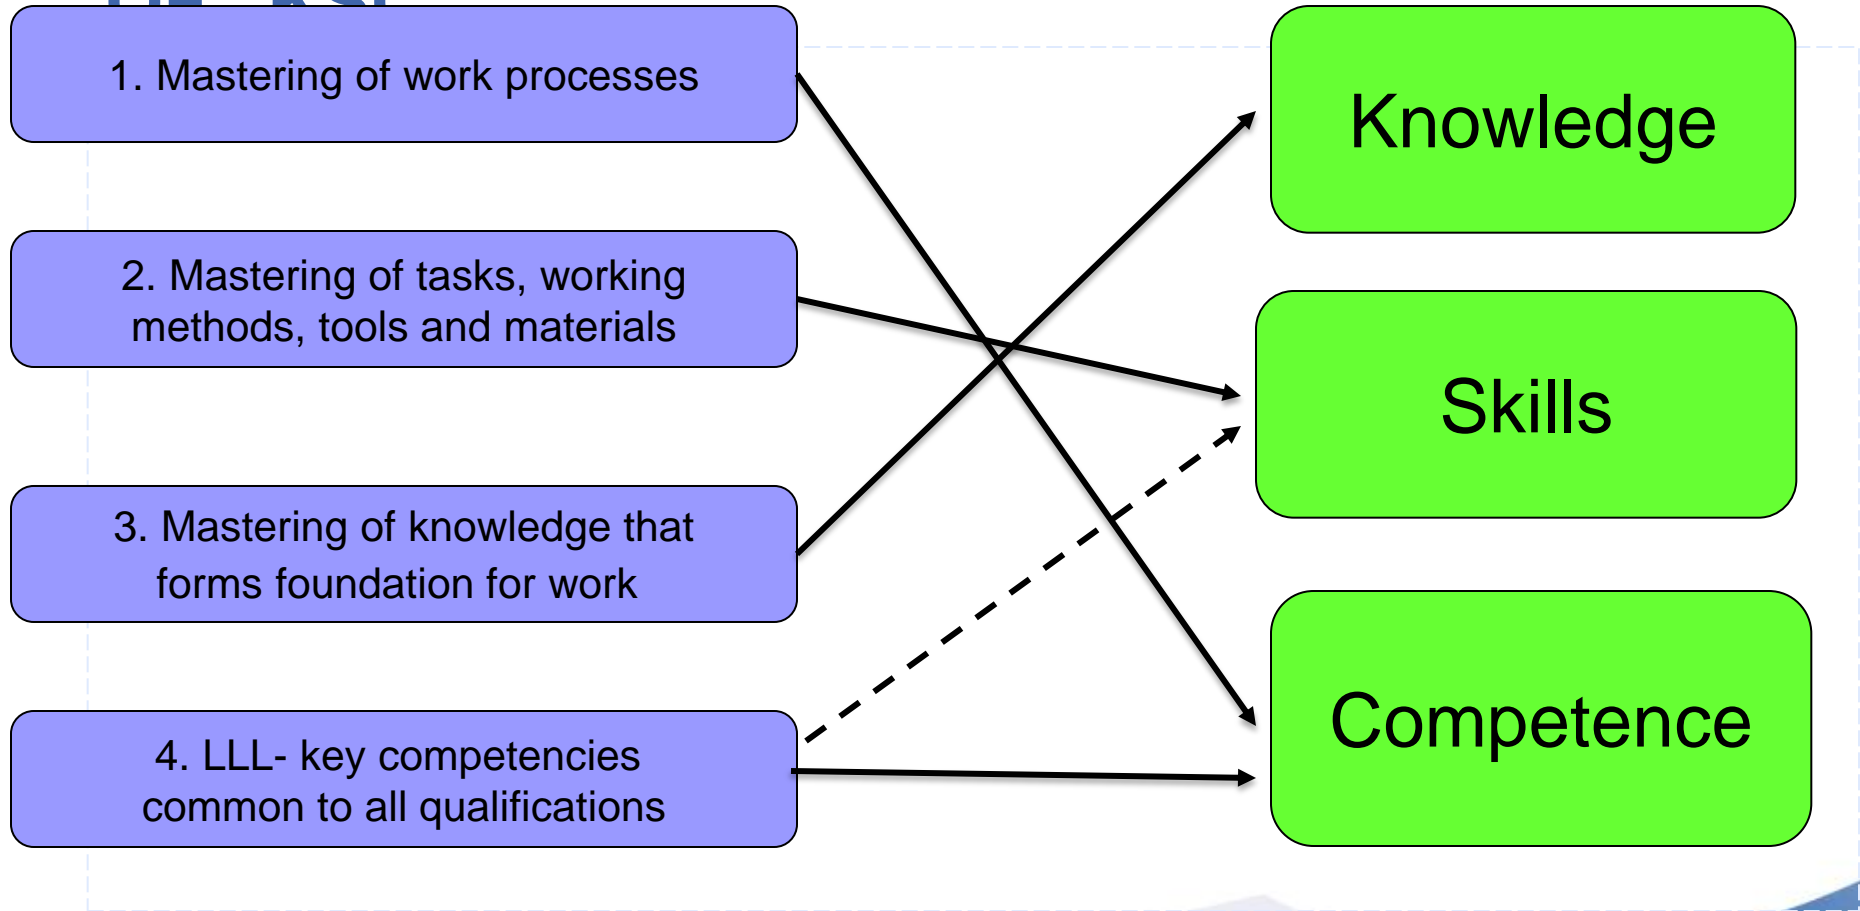 1. Mastering of work processes
2. Mastering of tasks, working
methods, tools and materials
3. Mastering of knowledge that
forms foundation for work
4. LLL- key competencies
common to all qualifications
Knowledge
Skills
Competence